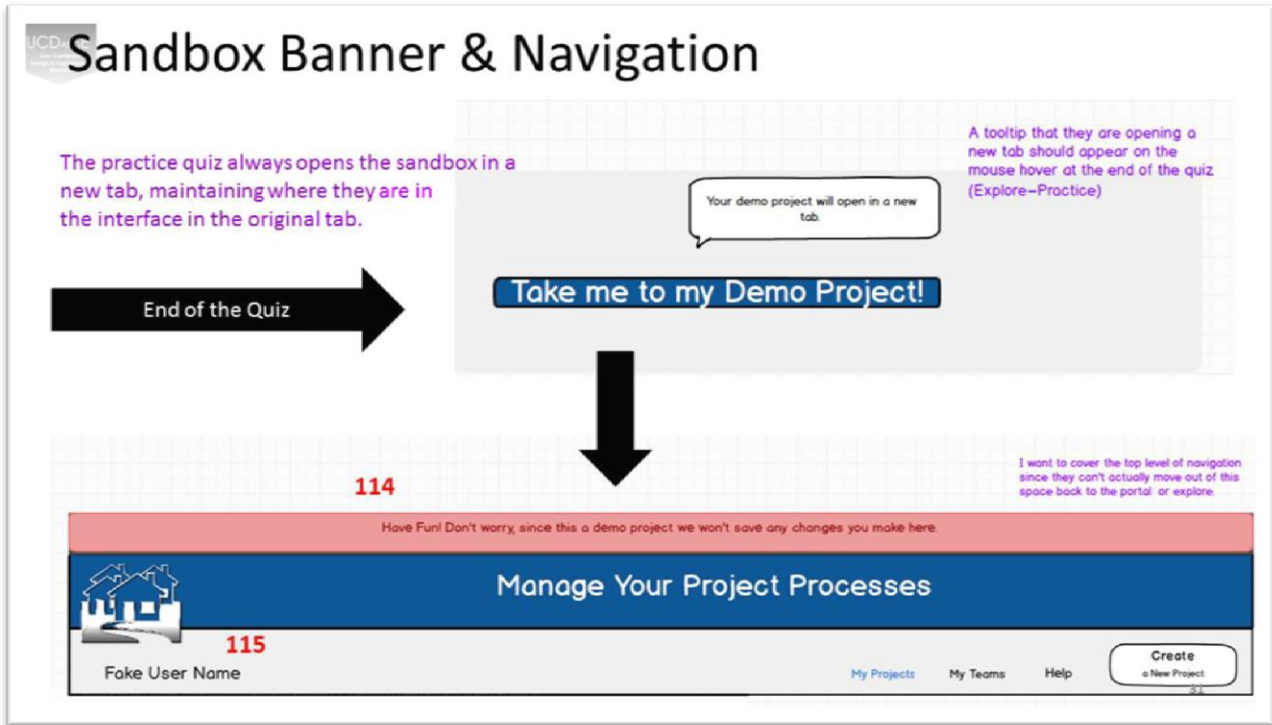 UCD
Sandbox Banner & Navigation
The practice quiz always opens the sandbox in a
new tab, maintaining where they are in
the interface in the original tab.
A tooltip that they are opening a
new tab should appear on the
mouse hover at the end of the quiz
(Explore–Practice)
Your demo project will open in a new
tab.
End of the Quiz
Take me to my Demo Project!
I want to cover the top level of navigation
since they can't actually move out of this
space back to the portal or explore.
114
Have Fun! Don't worry, since this a demo project we won't save any changes you make here.
Manage Your Project Processes
115
Fake User Name
My Projects
My Teams
Help
Create
a New Project
31